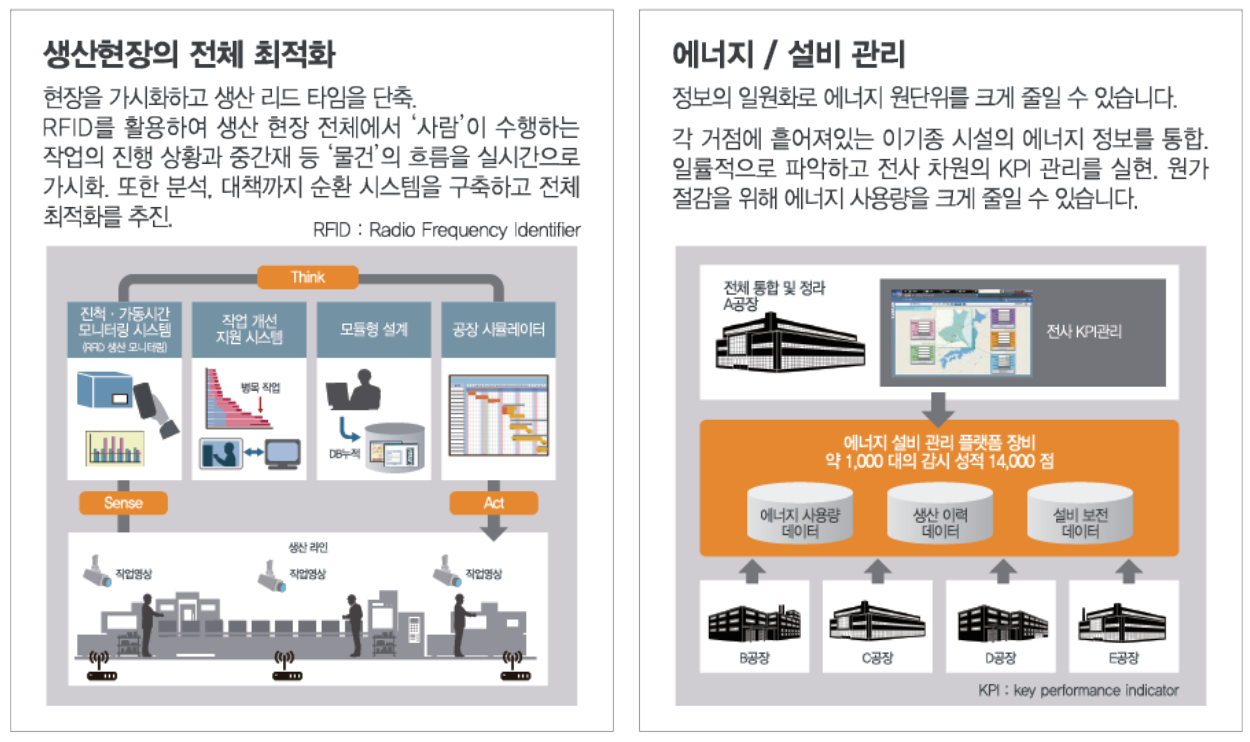 생산현장의 전체 최적화
현장을 가시화하고 생산 리드 타임을 단축.
RFID를 활용하여 생산 현장 전체에서 ‘사람’이 수행하는
작업의 진행 상황과 중간재 등 ‘물건’의 흐름을 실시간으로
가시화. 또한 분석, 대책까지 순환 시스템을 구축하고 전체
최적화를 추진.
RFID : Radio Frequency Identifier
Think
진척 · 가동시간
모니터링 시스템
(RFID 생산 모니터링)
작업 개선
지원 시스템
모듈형 설계
공장 시뮬레이터
병목 작업
DB누적
Sense
Act
생산 라인
작업영상
작업영상
작업영상
에너지 / 설비 관리
정보의 일원화로 에너지 원단위를 크게 줄일 수 있습니다.
각 거점에 흩어져있는 이기종 시설의 에너지 정보를 통합.
일률적으로 파악하고 전사 차원의 KPI 관리를 실현. 원가
절감을 위해 에너지 사용량을 크게 줄일 수 있습니다.
전체 통합 및 정라
A공장
전사 KPI관리
에너지 설비 관리 플랫폼 장비
약 1,000 대의 감시 성적 14,000 점
에너지 사용량
데이터
생산 이력
데이터
설비 보전
데이터
B공장
C공장
D공장
E공장
KPI : key performance indicator